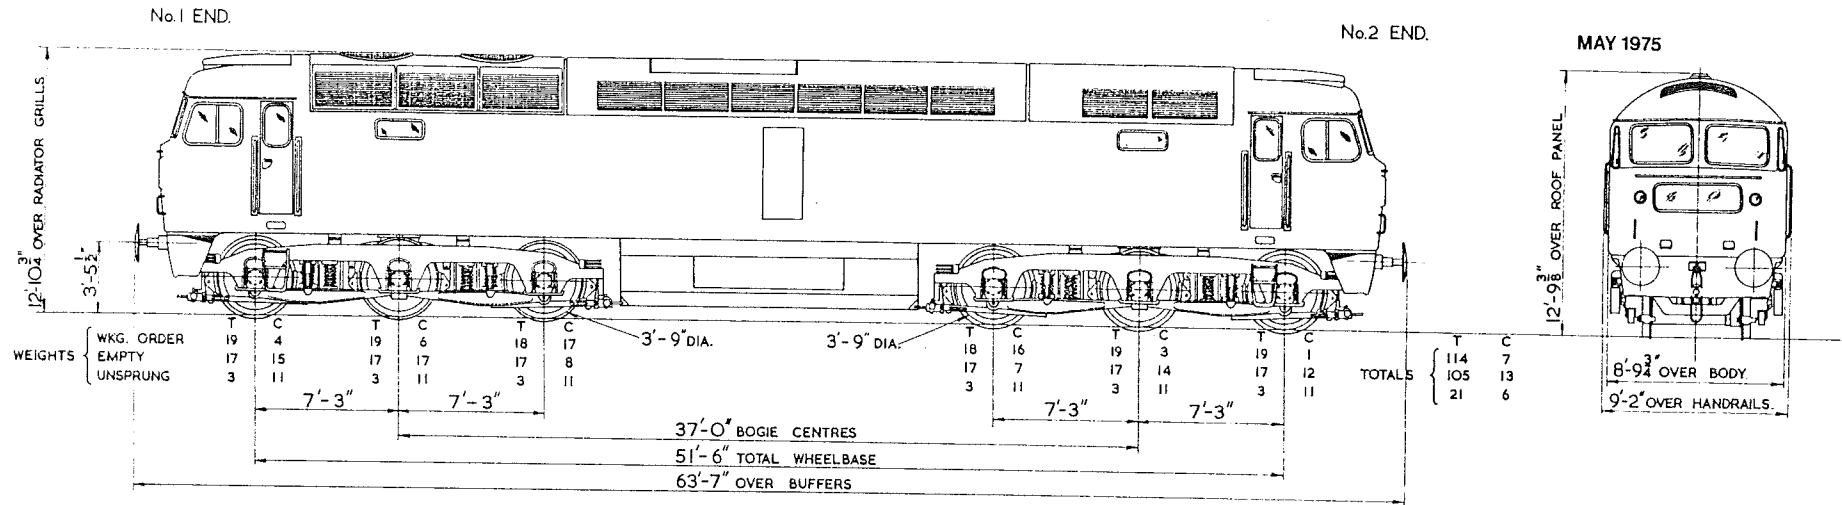 No.1 END.
No.2 END.
MAY 1975
12'-10¾" OVER RADIATOR GRILLS
3'-5½"
12'-9⅜" OVER ROOF PANEL
T C T C T C T C T C T C T C
WEIGHTS { WKG. ORDER 19 4 19 6 18 17 18 16 19 3 19 1 114 7
EMPTY 17 15 17 17 17 8 17 7 17 14 17 12 105 13
UNSPRUNG 3 11 3 11 3 11 3 11 3 11 3 11 21 6
TOTALS {
3'-9" DIA.
3'-9" DIA.
7'-3" 7'-3" 7'-3" 7'-3"
37'-0" BOGIE CENTRES
51'-6" TOTAL WHEELBASE
63'-7" OVER BUFFERS
8'-9¾" OVER BODY.
9'-2" OVER HANDRAILS.